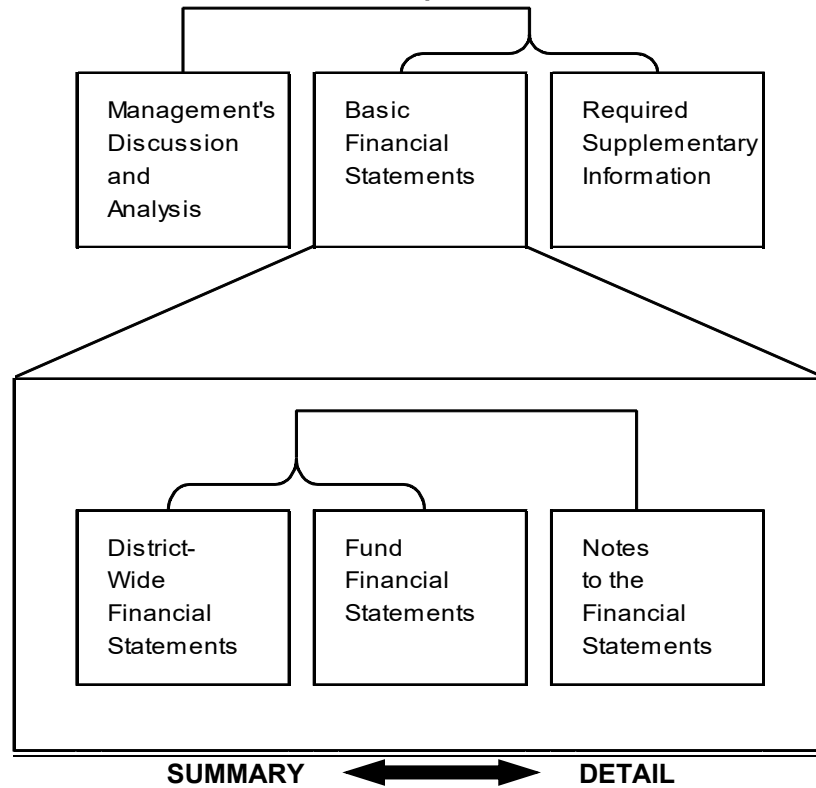 Management's
Discussion
and
Analysis
Basic
Financial
Statements
Required
Supplementary
Information
District-
Wide
Financial
Statements
Fund
Financial
Statements
Notes
to the
Financial
Statements
SUMMARY DETAIL